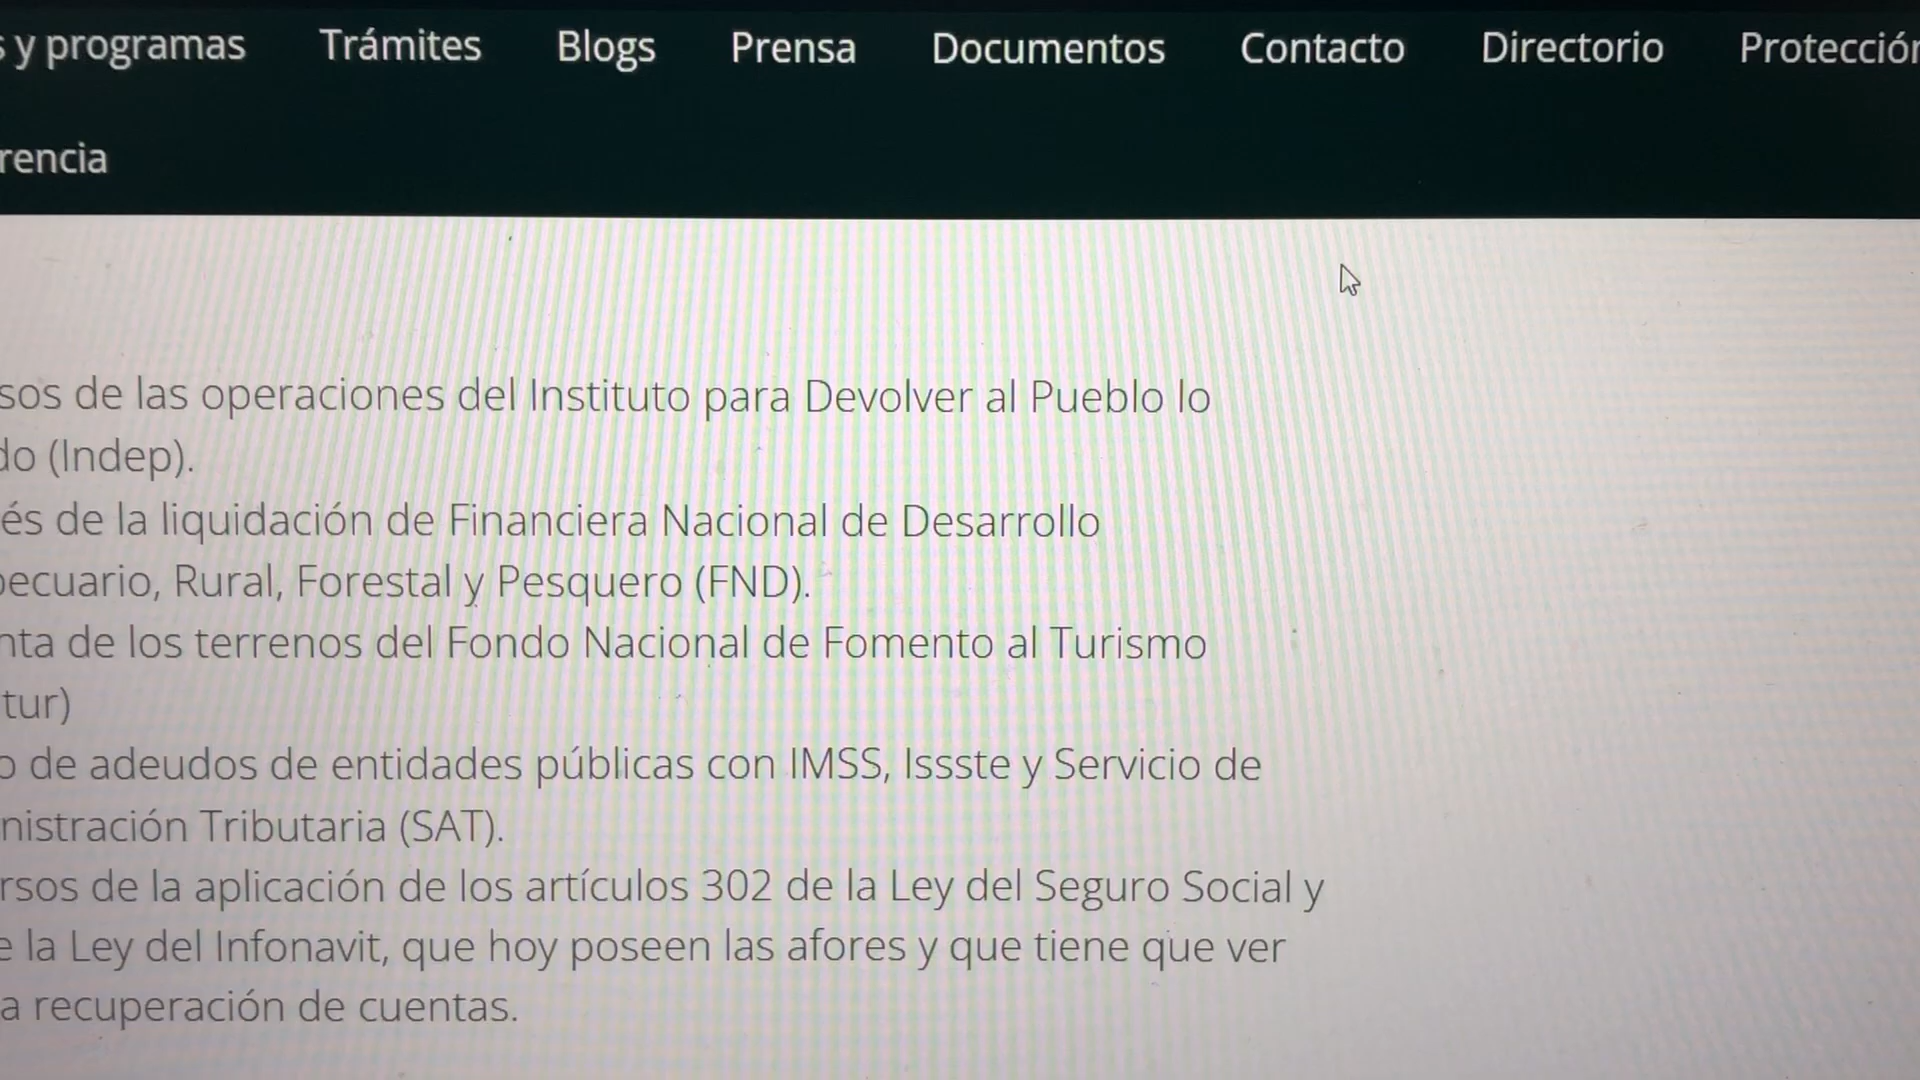 y programas Trámites Blogs Prensa Documentos Contacto Directorio
sos de las operaciones del Instituto para Devolver al Pueblo lo
do (Indep).
és de la liquidación de Financiera Nacional de Desarrollo
pecuario, Rural, Forestal y Pesquero (FND).
nta de los terrenos del Fondo Nacional de Fomento al Turismo
tur)
o de adeudos de entidades públicas con IMSS, Issste y Servicio de
nistración Tributaria (SAT).
rsos de la aplicación de los artículos 302 de la Ley del Seguro Social y
e la Ley del Infonavit, que hoy poseen las afores y que tiene que ver
a recuperación de cuentas.